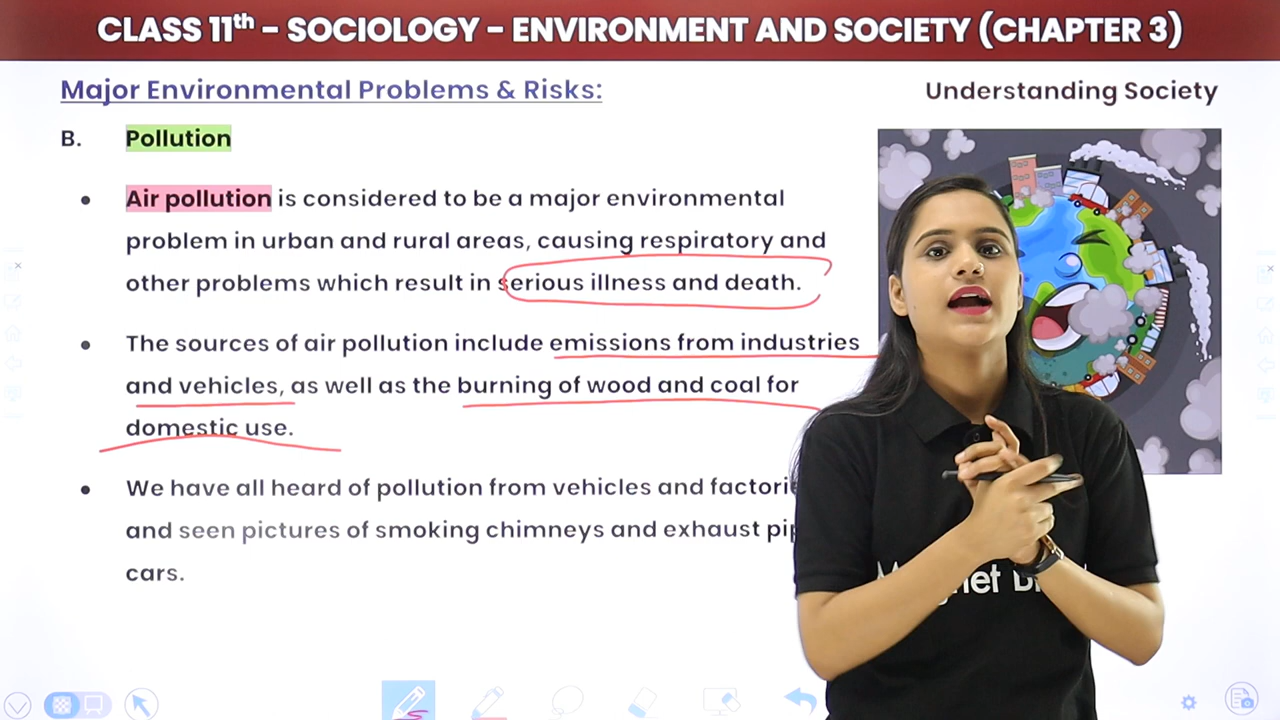 CLASS 11th - SOCIOLOGY - ENVIRONMENT AND SOCIETY (CHAPTER 3)
Major Environmental Problems & Risks:
Understanding Society
B. Pollution
• Air pollution is considered to be a major environmental
problem in urban and rural areas, causing respiratory and
other problems which result in serious illness and death.
• The sources of air pollution include emissions from industries
and vehicles, as well as the burning of wood and coal for
domestic use.
• We have all heard of pollution from vehicles and
and seen pictures of smoking chimneys and exhaust
cars.